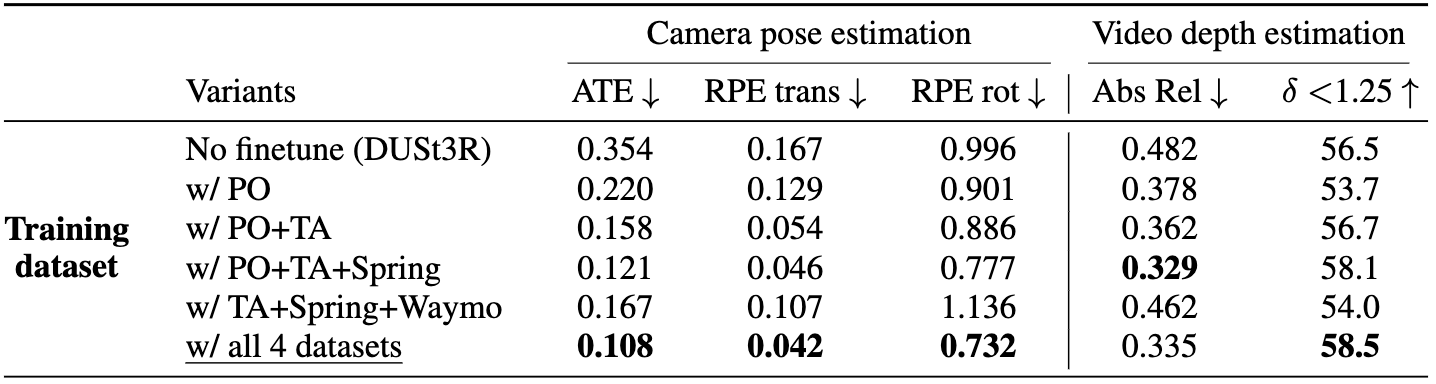 Camera pose estimation Video depth estimation
Variants ATE ↓ RPE trans ↓ RPE rot ↓ Abs Rel ↓ δ <1.25 ↑
No finetune (DUSt3R) 0.354 0.167 0.996 0.482 56.5
w/ PO 0.220 0.129 0.901 0.378 53.7
Training dataset
w/ PO+TA 0.158 0.054 0.886 0.362 56.7
w/ PO+TA+Spring 0.121 0.046 0.777 0.329 58.1
w/ TA+Spring+Waymo 0.167 0.107 1.136 0.462 54.0
w/ all 4 datasets 0.108 0.042 0.732 0.335 58.5